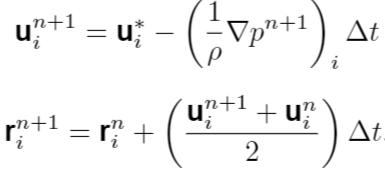 $$\mathbf{u}_i^{n+1} = \mathbf{u}_i^* - \left( \frac{1}{\rho} \nabla p^{n+1} \right)_i \Delta t$$
$$\mathbf{r}_i^{n+1} = \mathbf{r}_i^n + \left( \frac{\mathbf{u}_i^{n+1} + \mathbf{u}_i^n}{2} \right) \Delta t.$$